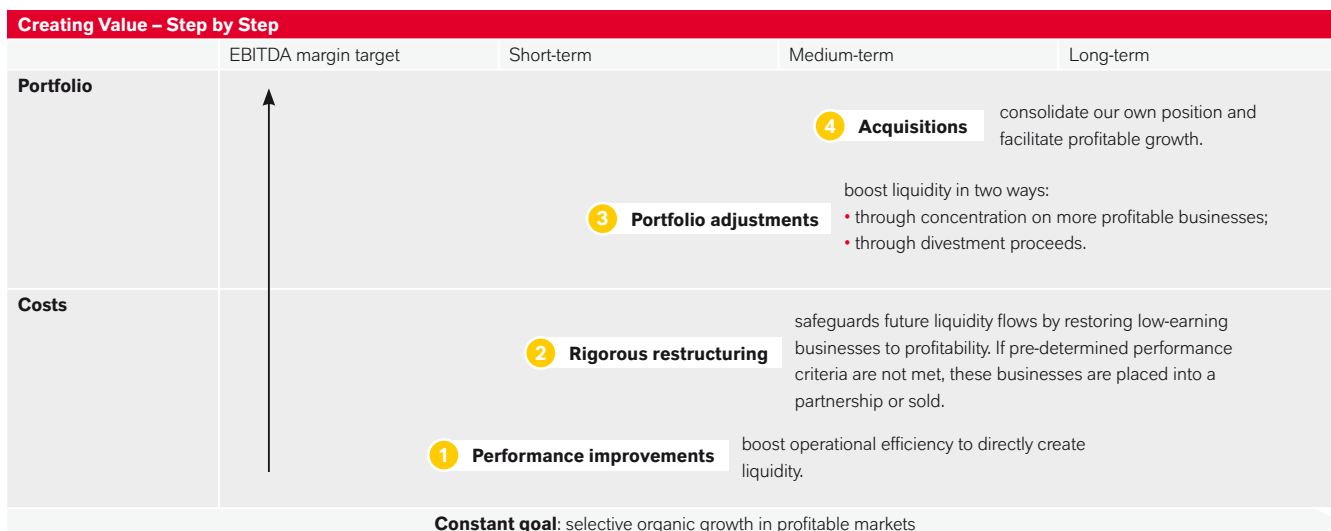 Creating Value – Step by Step
EBITDA margin target Short-term Medium-term Long-term
Portfolio
4 Acquisitions
consolidate our own position and
facilitate profitable growth.
3 Portfolio adjustments
boost liquidity in two ways:
• through concentration on more profitable businesses;
• through divestment proceeds.
Costs
2 Rigorous restructuring
safeguards future liquidity flows by restoring low-earning
businesses to profitability. If pre-determined performance
criteria are not met, these businesses are placed into a
partnership or sold.
1 Performance improvements
boost operational efficiency to directly create
liquidity.
Constant goal: selective organic growth in profitable markets